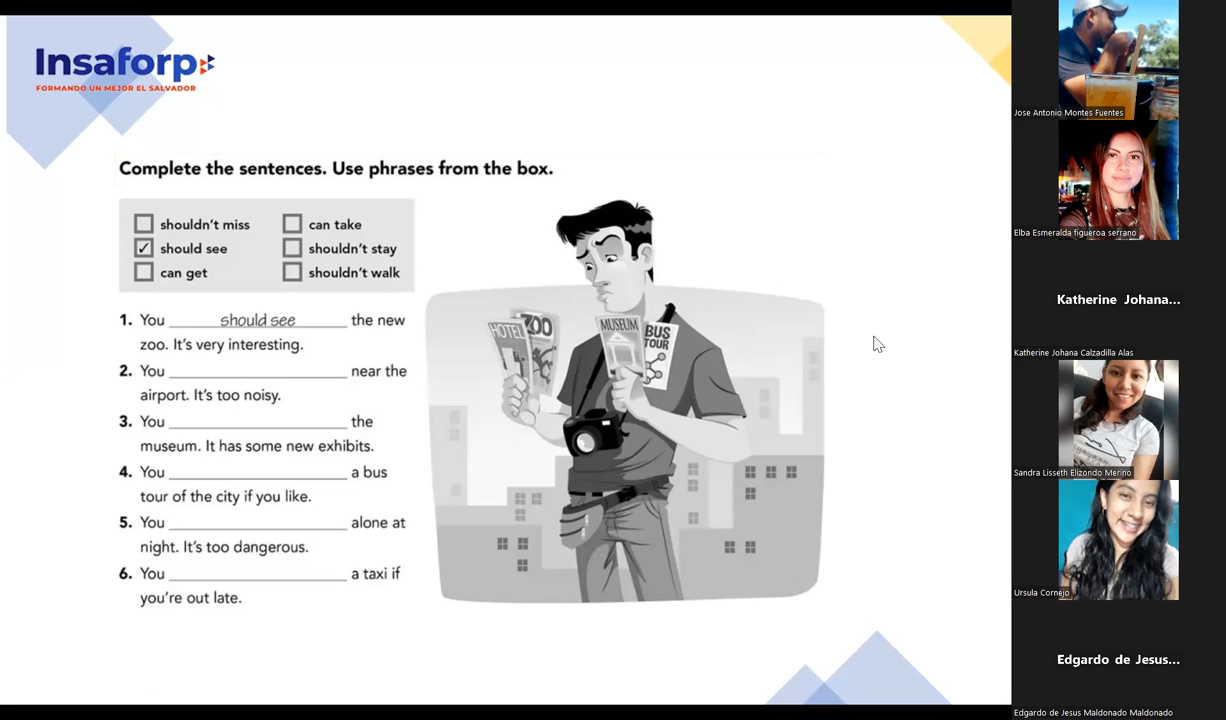 Insaforp
FORMANDO UN MEJOR EL SALVADOR
Complete the sentences. Use phrases from the box.
shouldn't miss
can take
✓ should see
shouldn't stay
can get
shouldn't walk
1. You should see the new
zoo. It's very interesting.
2. You ____________ near the
airport. It's too noisy.
3. You ____________ the
museum. It has some new exhibits.
4. You ____________ a bus
tour of the city if you like.
5. You ____________ alone at
night. It's too dangerous.
6. You ____________ a taxi if
you're out late.
HOTEL
ZOO
MUSEUM
BUS
TOUR
Jose Antonio Montes Fuentes
Elba Esmeralda figueroa serrano
Katherine Johana...
Katherine Johana Calzadilla Alas
Sandra Lisseth Elizondo Merino
Ursula Cornejo
Edgardo de Jesus...
Edgardo de Jesus Maldonado Maldonado